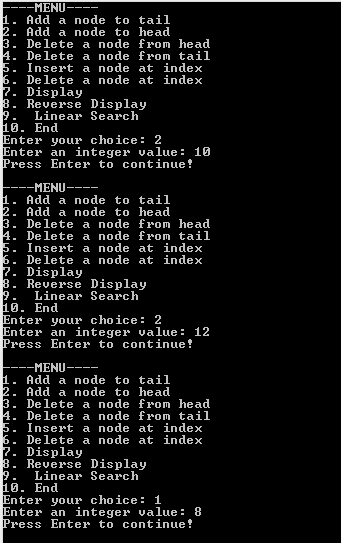 ----MENU----
1. Add a node to tail
2. Add a node to head
3. Delete a node from head
4. Delete a node from tail
5. Insert a node at index
6. Delete a node at index
7. Display
8. Reverse Display
9.  Linear Search
10. End
Enter your choice: 2
Enter an integer value: 10
Press Enter to continue!
----MENU----
1. Add a node to tail
2. Add a node to head
3. Delete a node from head
4. Delete a node from tail
5. Insert a node at index
6. Delete a node at index
7. Display
8. Reverse Display
9.  Linear Search
10. End
Enter your choice: 2
Enter an integer value: 12
Press Enter to continue!
----MENU----
1. Add a node to tail
2. Add a node to head
3. Delete a node from head
4. Delete a node from tail
5. Insert a node at index
6. Delete a node at index
7. Display
8. Reverse Display
9.  Linear Search
10. End
Enter your choice: 1
Enter an integer value: 8
Press Enter to continue!